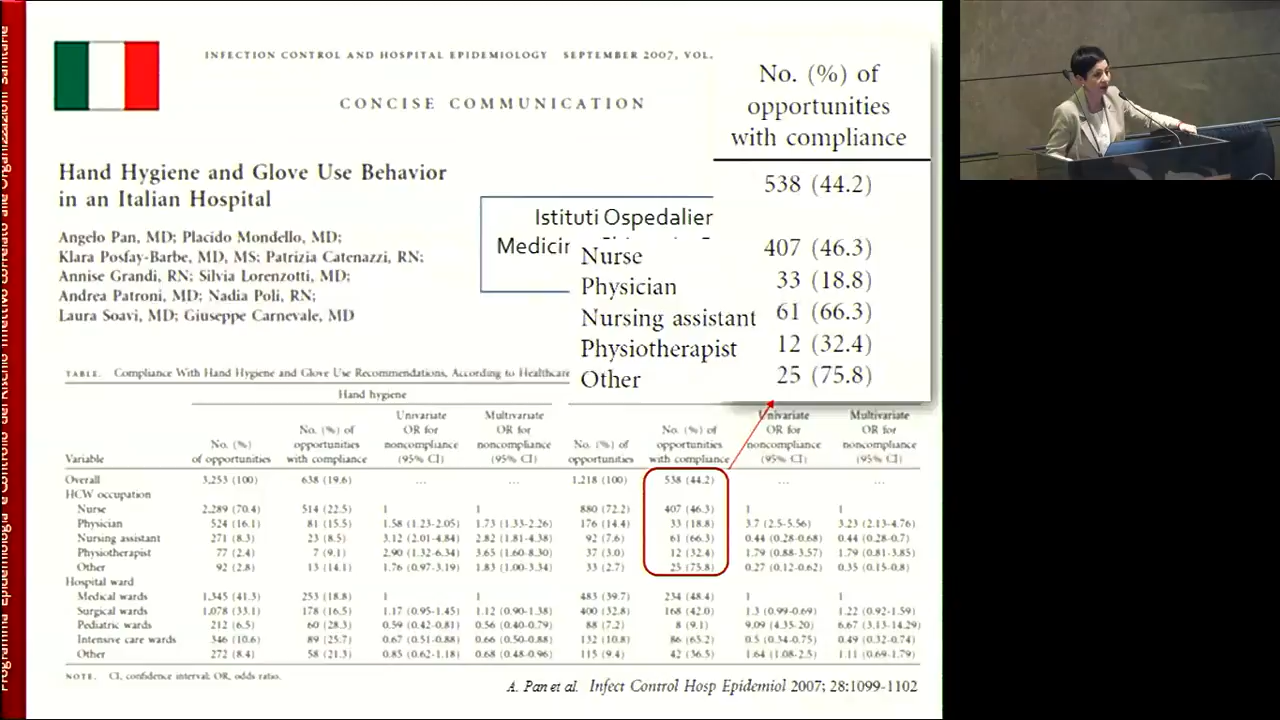 Programma Epidemiologia e Controllo del Rischio Infettivo correlato alle Organizzazioni Sanitarie
INFECTION CONTROL AND HOSPITAL EPIDEMIOLOGY SEPTEMBER 2007, VOL.
CONCISE COMMUNICATION
Hand Hygiene and Glove Use Behavior
in an Italian Hospital
Angelo Pan, MD; Placido Mondello, MD;
Klara Posfay-Barbe, MD, MS; Patrizia Catenazzi, RN;
Annise Grandi, RN; Silvia Lorenzotti, MD;
Andrea Patroni, MD; Nadia Poli, RN;
Laura Soavi, MD; Giuseppe Carnevale, MD
Istituti Ospedalier
Medicin
No. (%) of
opportunities
with compliance
538 (44.2)
Nurse 407 (46.3)
Physician 33 (18.8)
Nursing assistant 61 (66.3)
Physiotherapist 12 (32.4)
Other 25 (75.8)
TABLE. Compliance With Hand Hygiene and Glove Use Recommendations, According to Healthcare
Hand hygiene
Variable
No. (%)
of opportunities
No. (%) of
opportunities
with compliance
Univariate
OR for
noncompliance
(95% CI)
Multivariate
OR for
noncompliance
(95% CI)
No. (%) of
opportunities
No. (%) of
opportunities
with compliance
Univariate
OR for
noncompliance
(95% CI)
Multivariate
OR for
noncompliance
(95% CI)
Overall 3,253 (100) 638 (19.6) ... ... 1,218 (100) 538 (44.2) ... ...
HCW occupation
Nurse 2,289 (70.4) 514 (22.5) 1 1 880 (72.2) 407 (46.3) 1 1
Physician 524 (16.1) 81 (15.5) 1.58 (1.23-2.05) 1.73 (1.33-2.26) 176 (14.4) 33 (18.8) 3.7 (2.5-5.56) 3.23 (2.13-4.76)
Nursing assistant 271 (8.3) 23 (8.5) 3.12 (2.01-4.84) 2.82 (1.81-4.38) 92 (7.6) 61 (66.3) 0.44 (0.28-0.68) 0.44 (0.28-0.7)
Physiotherapist 77 (2.4) 7 (9.1) 2.90 (1.32-6.34) 3.65 (1.60-8.30) 37 (3.0) 12 (32.4) 1.79 (0.88-3.57) 1.79 (0.81-3.85)
Other 92 (2.8) 13 (14.1) 1.76 (0.97-3.19) 1.83 (1.00-3.34) 33 (2.7) 25 (75.8) 0.27 (0.12-0.62) 0.35 (0.15-0.8)
Hospital ward
Medical wards 1,345 (41.3) 253 (18.8) 1 1 483 (39.7) 234 (48.4) 1 1
Surgical wards 1,078 (33.1) 178 (16.5) 1.17 (0.95-1.45) 1.12 (0.90-1.38) 400 (32.8) 168 (42.0) 1.3 (0.99-0.69) 1.22 (0.92-1.59)
Pediatric wards 212 (6.5) 60 (28.3) 0.59 (0.42-0.81) 0.56 (0.40-0.79) 88 (7.2) 8 (9.1) 9.09 (4.35-20) 6.67 (3.13-14.29)
Intensive care wards 346 (10.6) 89 (25.7) 0.67 (0.51-0.88) 0.66 (0.50-0.88) 132 (10.8) 86 (65.2) 0.5 (0.34-0.75) 0.49 (0.32-0.74)
Other 272 (8.4) 58 (21.3) 0.85 (0.62-1.18) 0.68 (0.48-0.96) 115 (9.4) 42 (36.5) 1.64 (1.08-2.5) 1.11 (0.69-1.79)
NOTE. CI, confidence interval; OR, odds ratio.
A. Pan et al. Infect Control Hosp Epidemiol 2007; 28:1099-1102